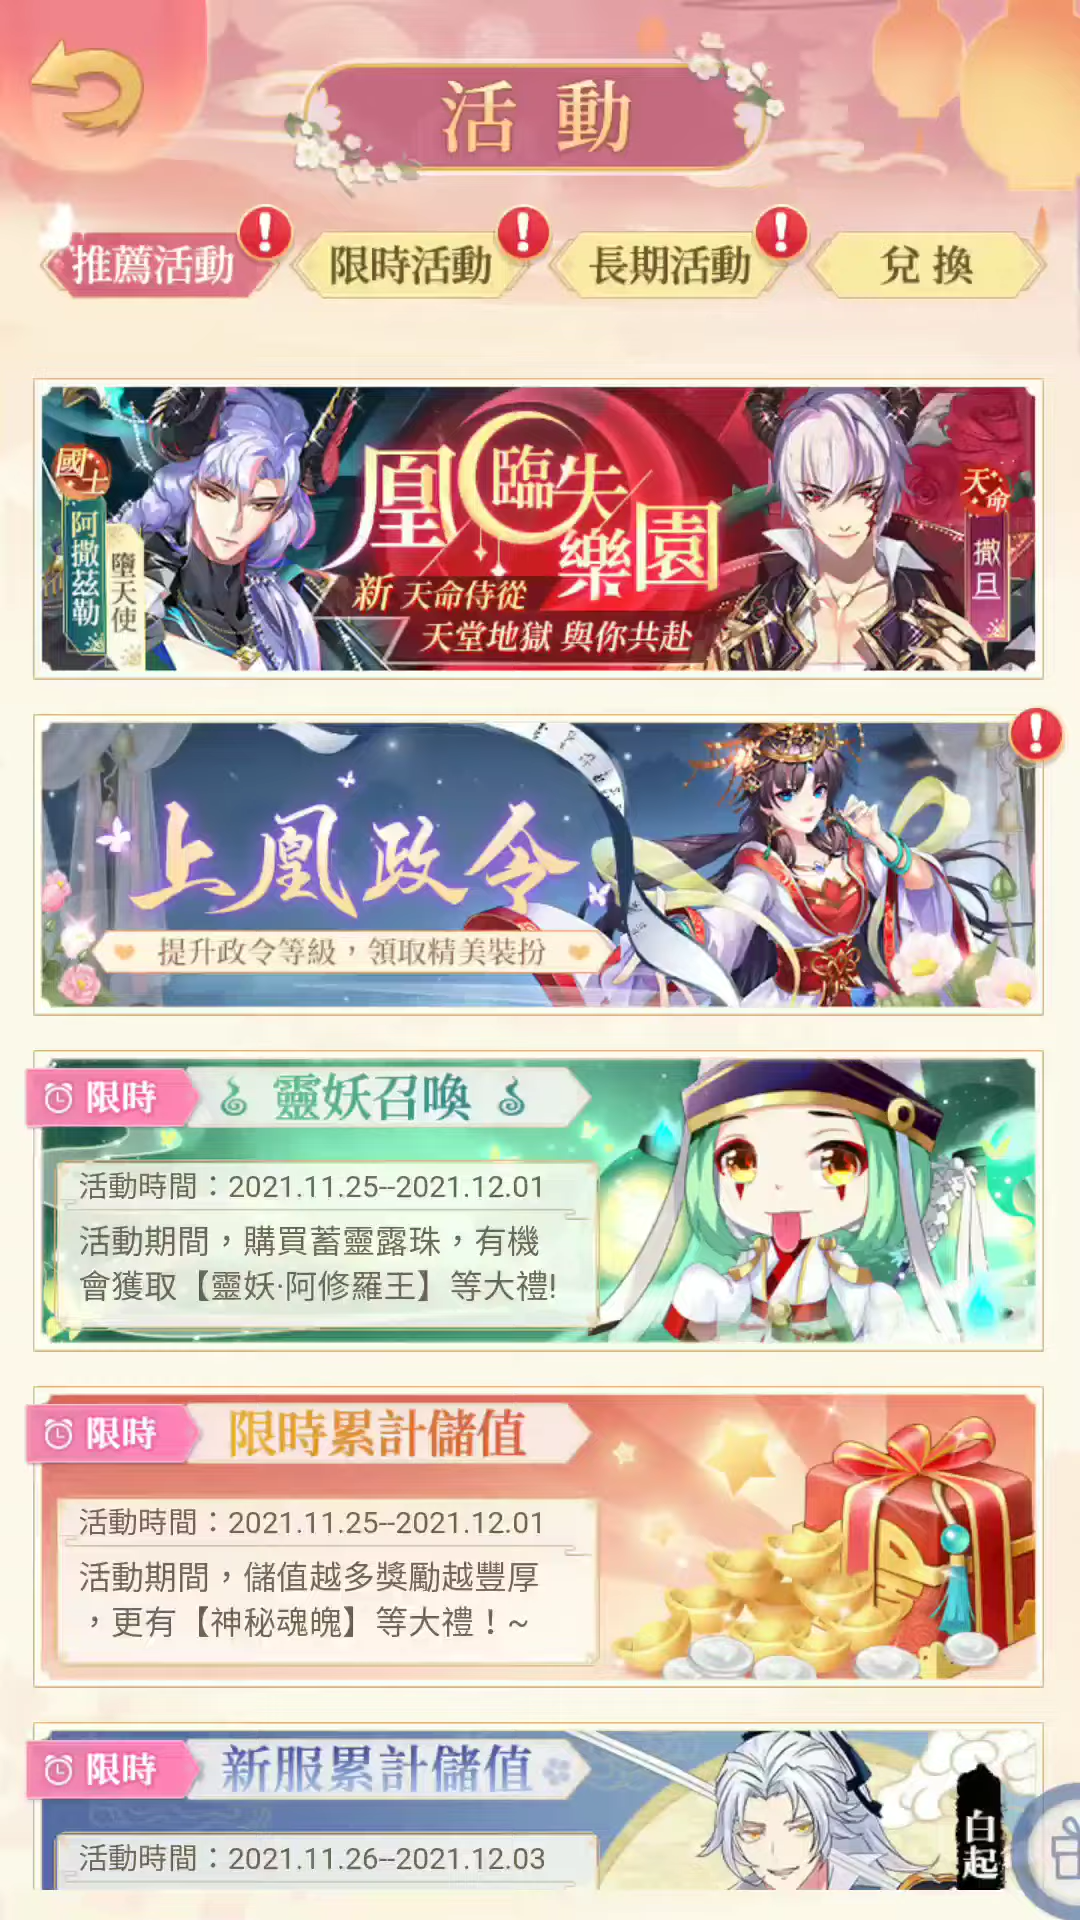 活動
推薦活動
限時活動
長期活動
兌換
國士
阿撒茲勒
墮天使
凰臨失樂園
新 天命侍從
天堂地獄 與你共赴
天命
撒旦
上凰政令
提升政令等級，領取精美裝扮
限時
靈妖召喚
活動時間：2021.11.25--2021.12.01
活動期間，購買蓄靈露珠，有機
會獲取【靈妖·阿修羅王】等大禮!
限時
限時累計儲值
活動時間：2021.11.25--2021.12.01
活動期間，儲值越多獎勵越豐厚
，更有【神秘魂魄】等大禮！~
限時
新服累計儲值
活動時間：2021.11.26--2021.12.03
白起